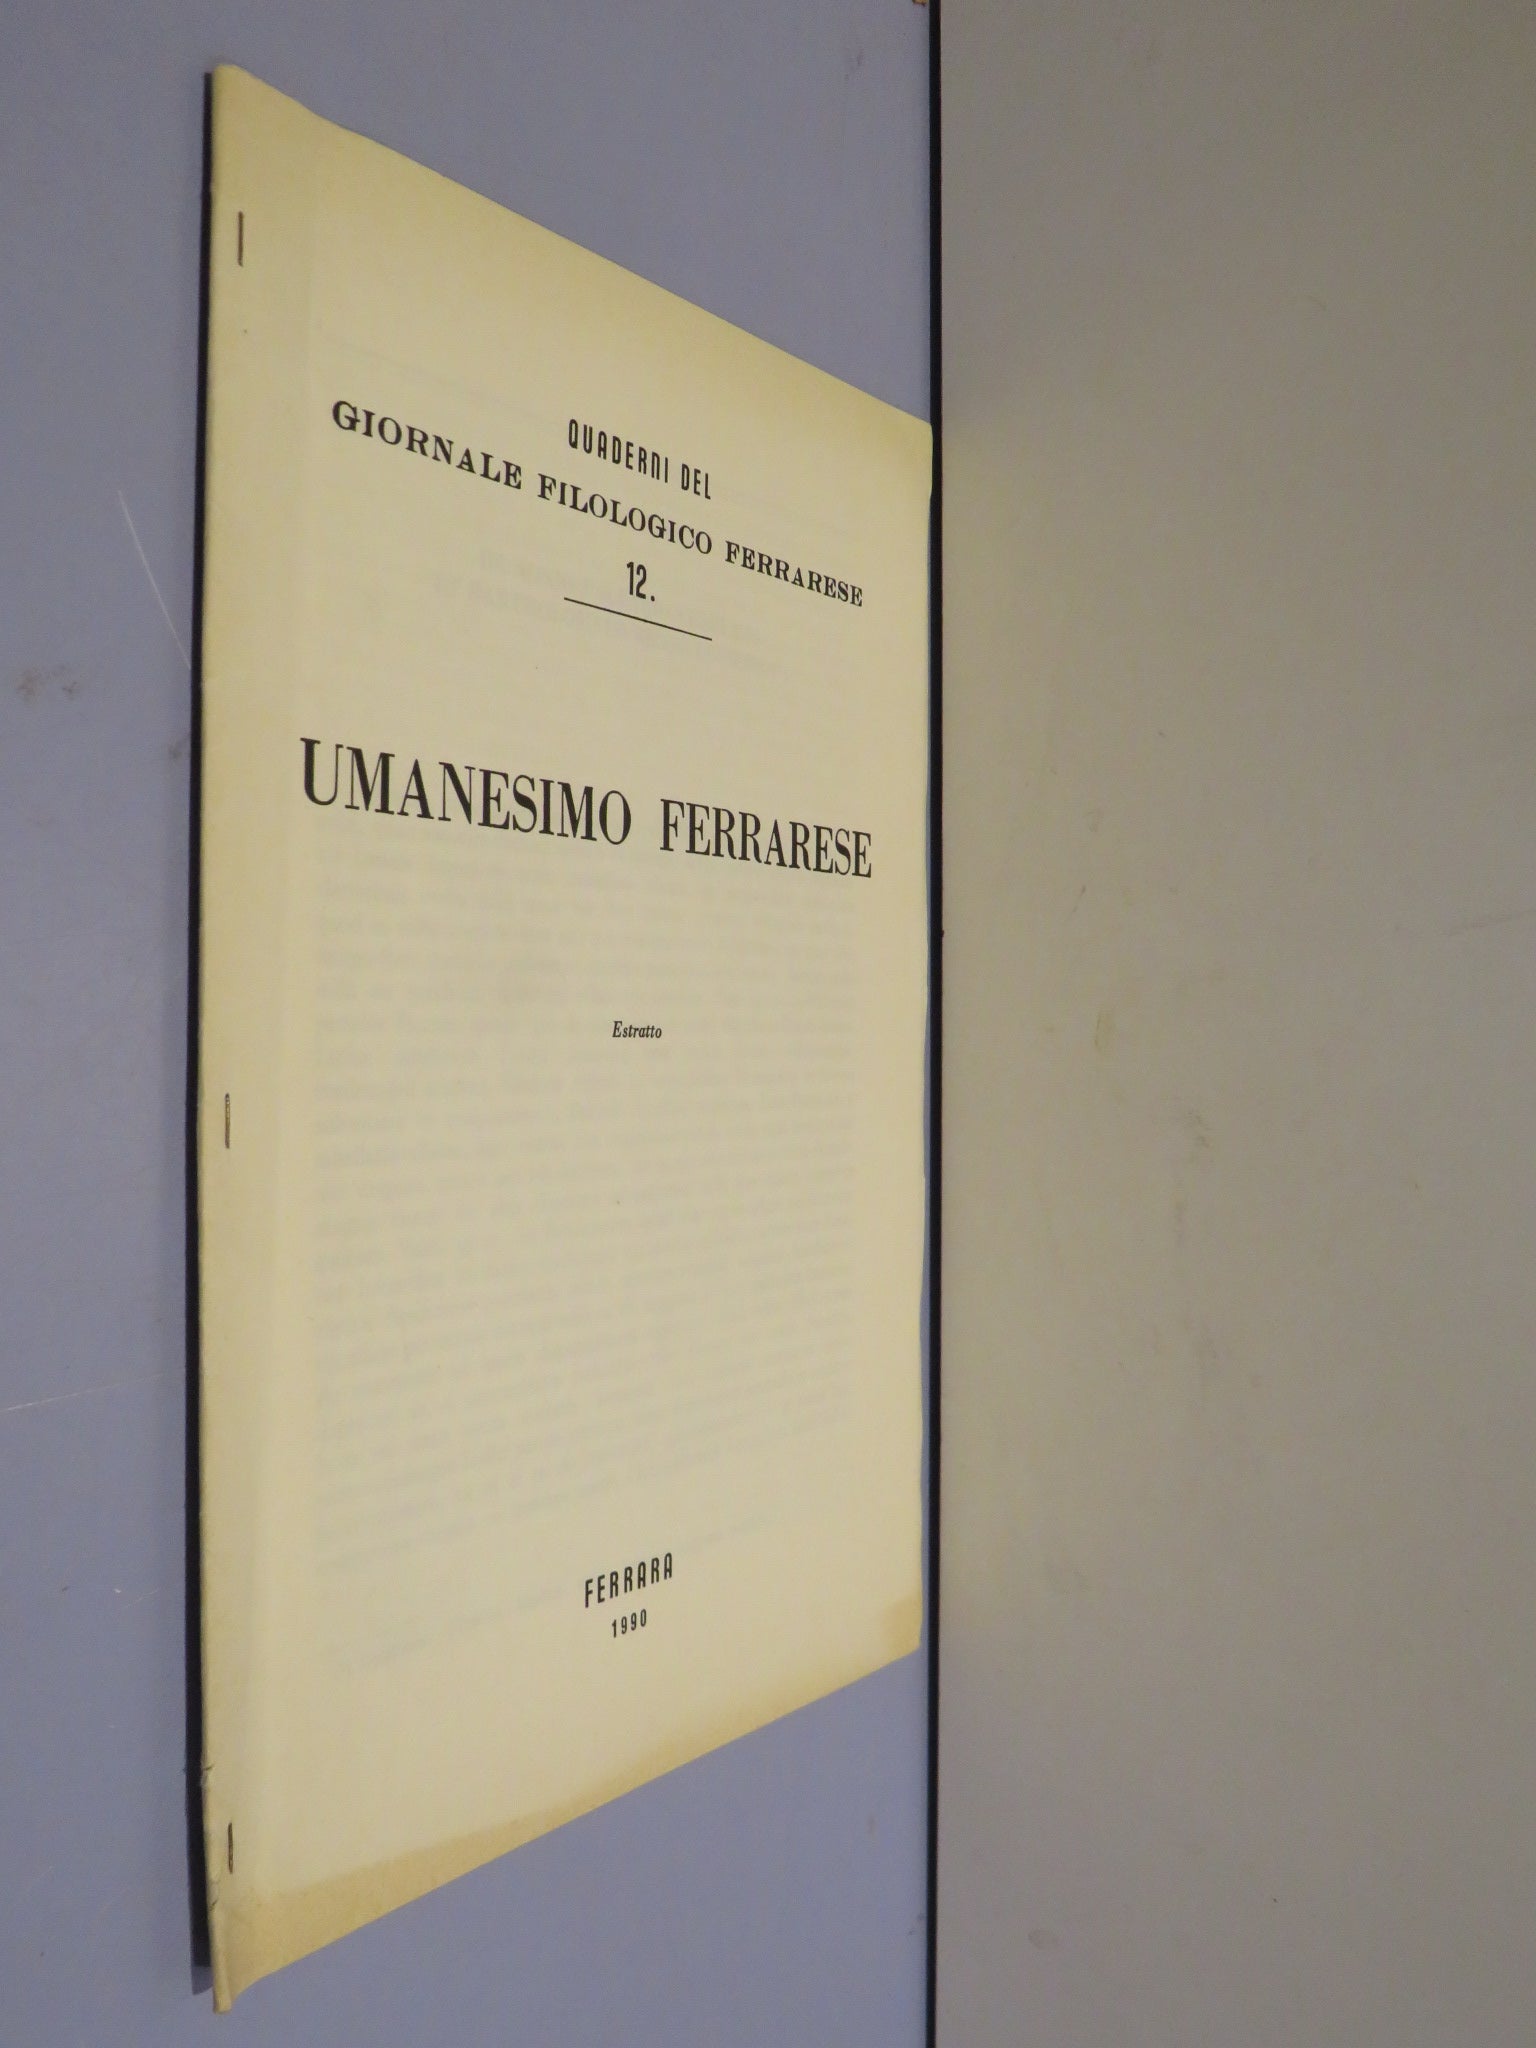 QUADERNI DEL
GIORNALE FILOLOGICO FERRARESE
12.
UMANESIMO FERRARESE
Estratto
FERRARA
1990